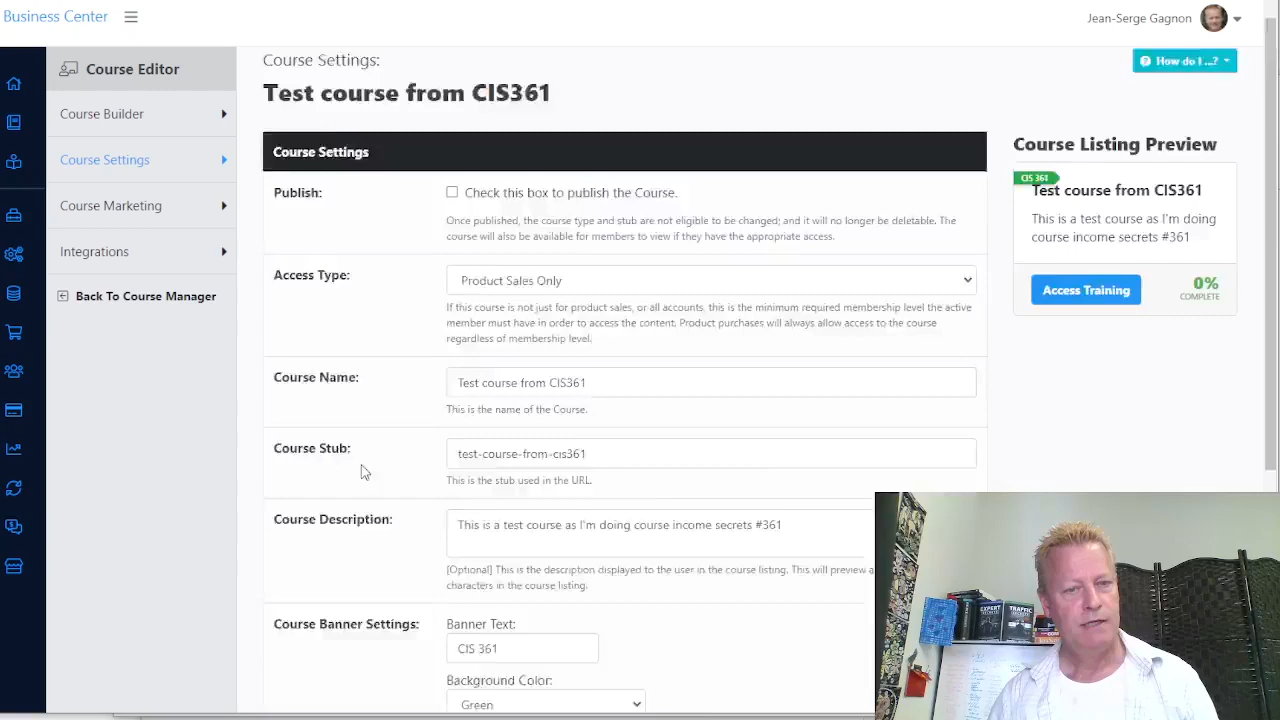 Business Center
Jean-Serge Gagnon
Course Editor
Course Builder
Course Settings
Course Marketing
Integrations
Back To Course Manager
Course Settings:
Test course from CIS361
How do I ...?
Course Settings
Publish:
Check this box to publish the Course.
Once published, the course type and stub are not eligible to be changed; and it will no longer be deletable. The
course will also be available for members to view if they have the appropriate access.
Access Type:
Product Sales Only
If this course is not just for product sales, or all accounts, this is the minimum required membership level the active
member must have in order to access the content. Product purchases will always allow access to the course
regardless of membership level.
Course Name:
Test course from CIS361
This is the name of the Course.
Course Stub:
test-course-from-cis361
This is the stub used in the URL.
Course Description:
This is a test course as I'm doing course income secrets #361
[Optional] This is the description displayed to the user in the course listing. This will preview a
characters in the course listing.
Course Banner Settings:
Banner Text:
CIS 361
Background Color:
Green
Course Listing Preview
CIS 361
Test course from CIS361
This is a test course as I'm doing
course income secrets #361
Access Training
0%
COMPLETE
EXPERT
SECRETS
TRAFFIC
SECRETS